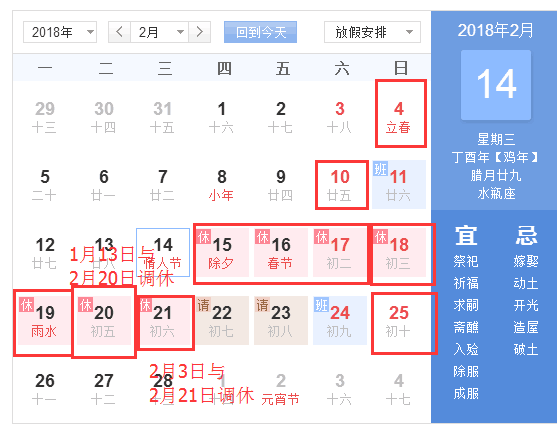 2018年 2月 回到今天 放假安排
一 二 三 四 五 六 日
29 30 31 1 2 3 4
十三 十四 十五 十六 十七 十八 立春
班
5 6 7 8 9 10 11
二十 廿一 廿二 小年 廿四 廿五 廿六
休 休 休 休
12 13 14 15 16 17 18
廿七 廿八 情人节 除夕 春节 初二 初三
1月13日与
2月20日调休
休 休 休 请 请 班
19 20 21 22 23 24 25
雨水 初五 初六 初七 初八 初九 初十
26 27 28 1 2 3 4
十一 十二 十三 十四 元宵节 十六 十七
2月3日与
2月21日调休
2018年2月
14
星期三
丁酉年【鸡年】
腊月廿九
水瓶座
宜 忌
祭祀 嫁娶
祈福 动土
求嗣 开光
斋醮 造屋
入殓 破土
除服
成服